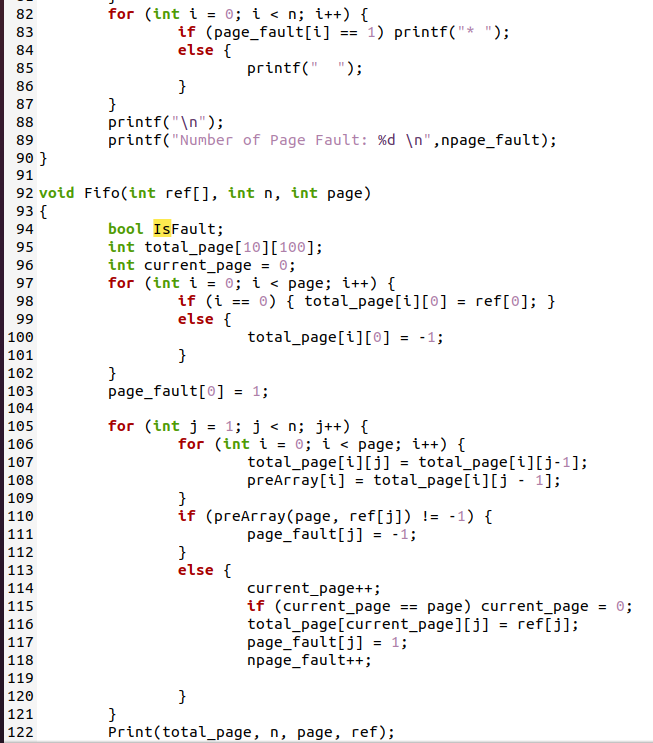 82 for (int i = 0; i < n; i++) {
83 if (page_fault[i] == 1) printf("* ");
84 else {
85 printf("  ");
86 }
87 }
88 printf("\n");
89 printf("Number of Page Fault: %d \n",npage_fault);
90 }
91
92 void Fifo(int ref[], int n, int page)
93 {
94 bool IsFault;
95 int total_page[10][100];
96 int current_page = 0;
97 for (int i = 0; i < page; i++) {
98 if (i == 0) { total_page[i][0] = ref[0]; }
99 else {
100 total_page[i][0] = -1;
101 }
102 }
103 page_fault[0] = 1;
104
105 for (int j = 1; j < n; j++) {
106 for (int i = 0; i < page; i++) {
107 total_page[i][j] = total_page[i][j-1];
108 preArray[i] = total_page[i][j - 1];
109 }
110 if (preArray(page, ref[j]) != -1) {
111 page_fault[j] = -1;
112 }
113 else {
114 current_page++;
115 if (current_page == page) current_page = 0;
116 total_page[current_page][j] = ref[j];
117 page_fault[j] = 1;
118 npage_fault++;
119
120 }
121 }
122 Print(total_page, n, page, ref);